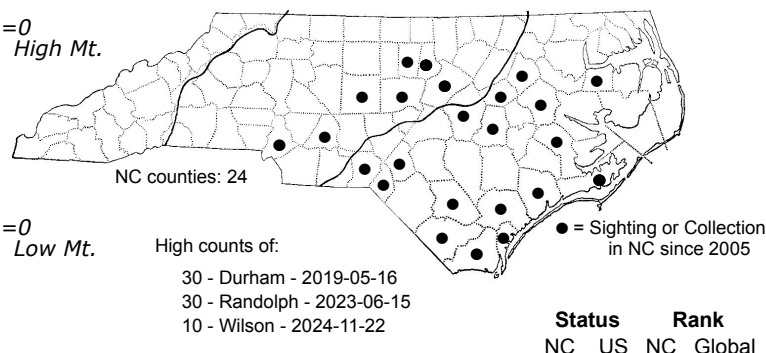 =0
High Mt.
NC counties: 24
=0
Low Mt.
High counts of:
30 - Durham - 2019-05-16
30 - Randolph - 2023-06-15
10 - Wilson - 2024-11-22
● = Sighting or Collection
in NC since 2005
Status Rank
NC US NC Global